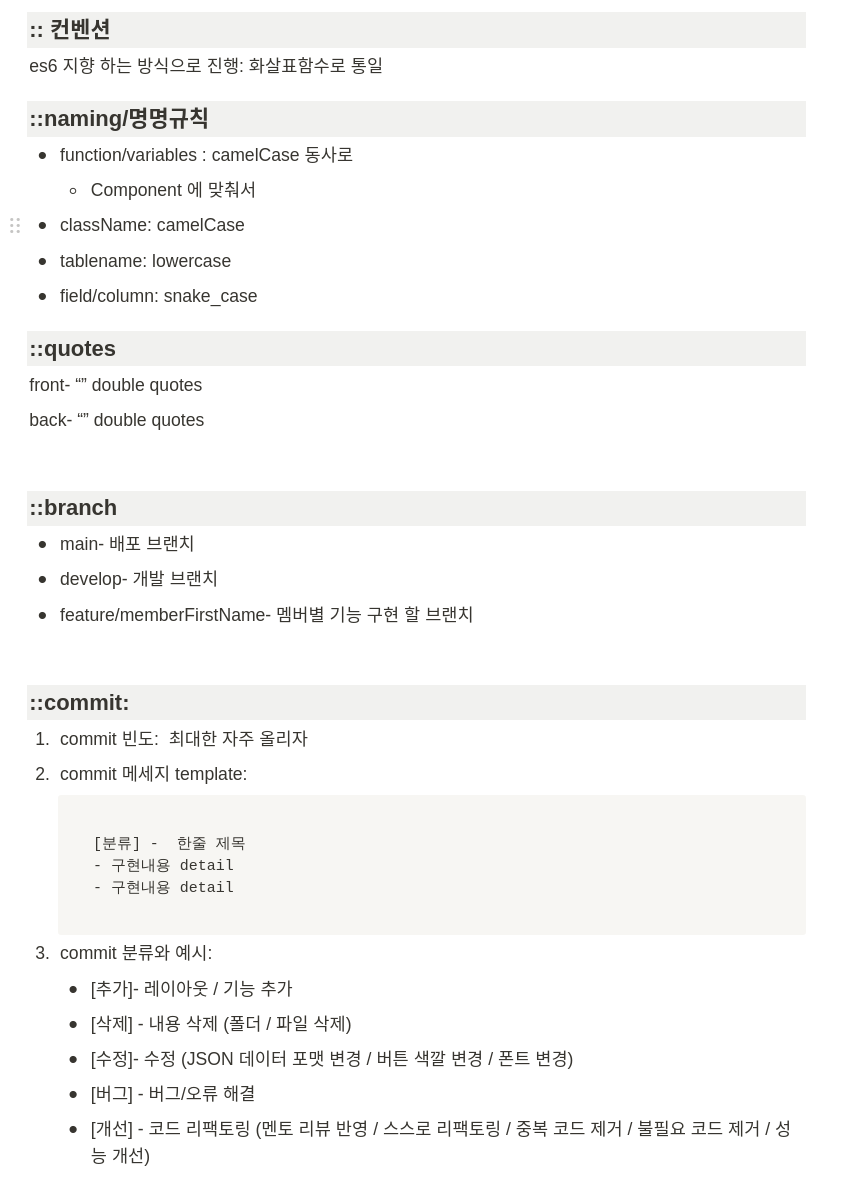 :: 컨벤션
es6 지향 하는 방식으로 진행: 화살표함수로 통일
::naming/명명규칙
function/variables : camelCase 동사로
Component 에 맞춰서
className: camelCase
tablename: lowercase
field/column: snake_case
::quotes
front- “” double quotes
back- “” double quotes
::branch
main- 배포 브랜치
develop- 개발 브랜치
feature/memberFirstName- 멤버별 기능 구현 할 브랜치
::commit:
1. commit 빈도:  최대한 자주 올리자
2. commit 메세지 template:
[분류] -  한줄 제목
- 구현내용 detail
- 구현내용 detail
3. commit 분류와 예시:
[추가]- 레이아웃 / 기능 추가
[삭제] - 내용 삭제 (폴더 / 파일 삭제)
[수정]- 수정 (JSON 데이터 포맷 변경 / 버튼 색깔 변경 / 폰트 변경)
[버그] - 버그/오류 해결
[개선] - 코드 리팩토링 (멘토 리뷰 반영 / 스스로 리팩토링 / 중복 코드 제거 / 불필요 코드 제거 / 성
능 개선)